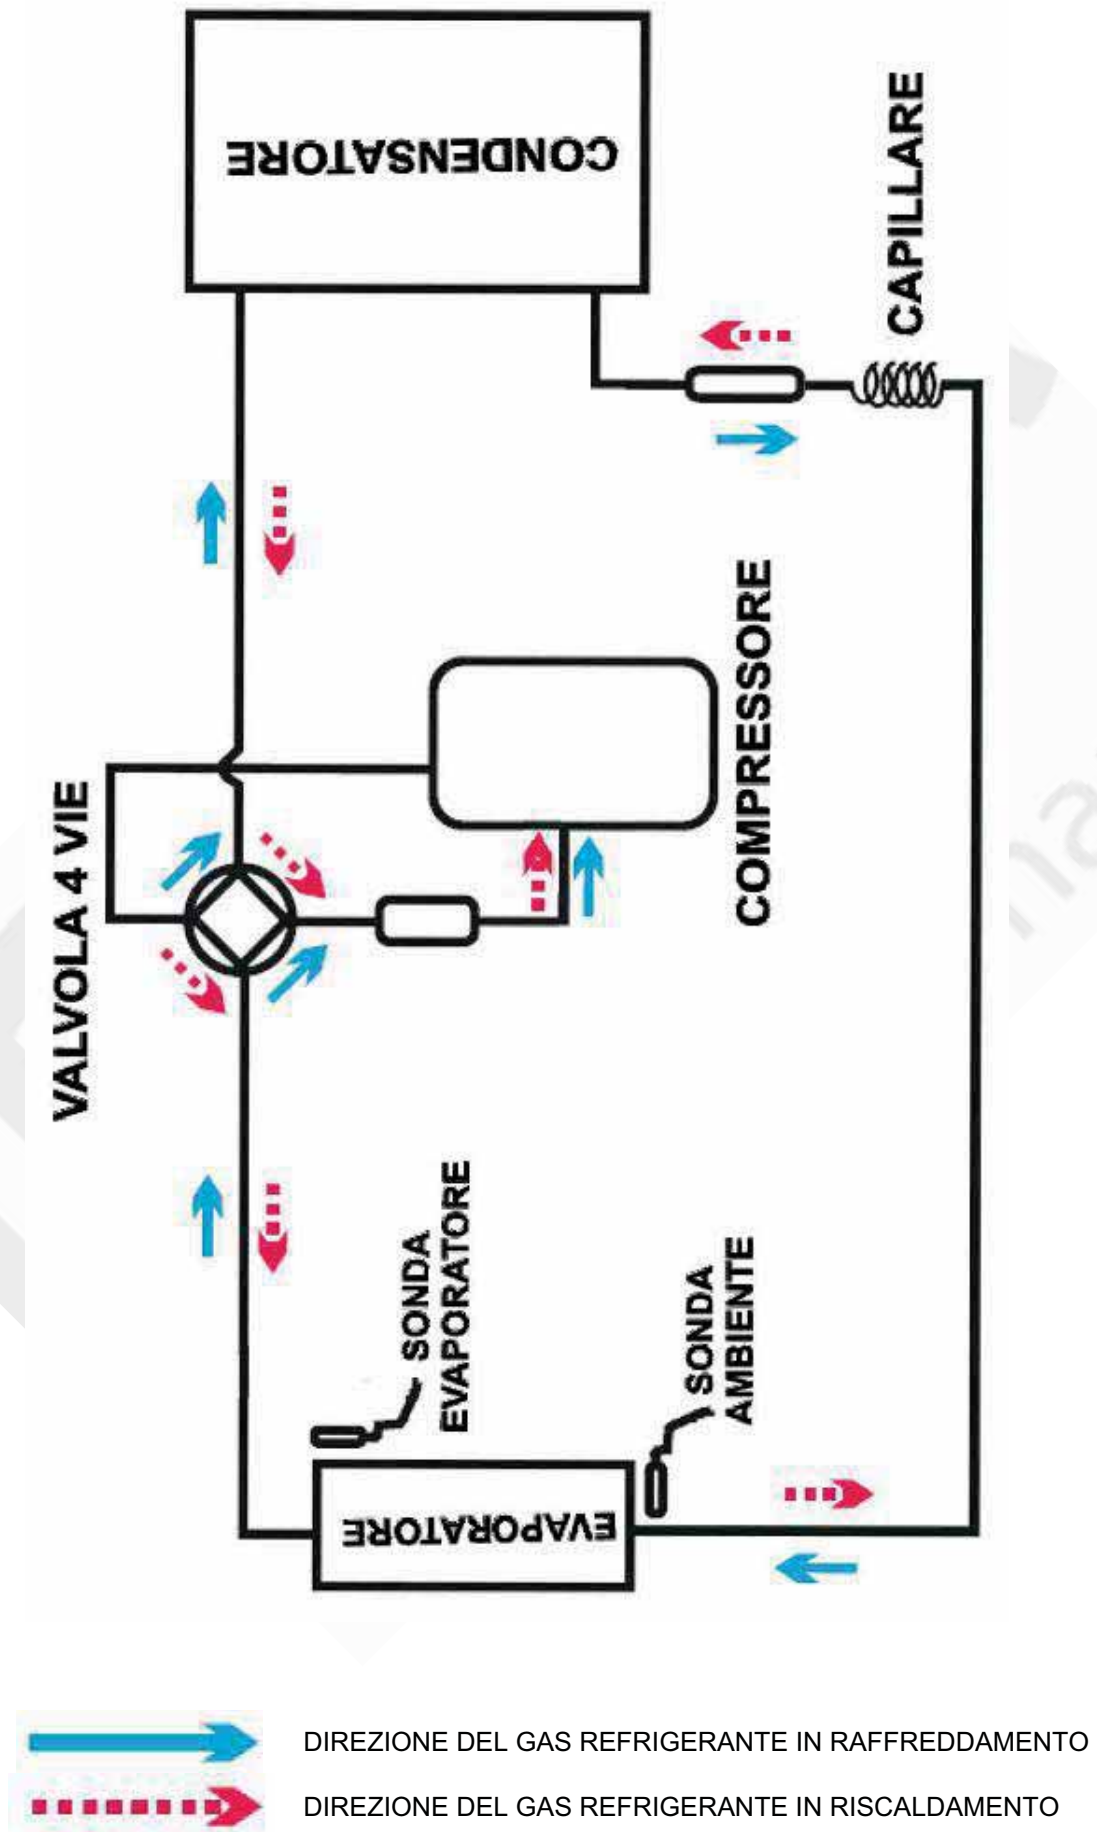 CONDENSATORE
CAPILLARE
COMPRESSORE
VALVOLA 4 VIE
SONDA
EVAPORATORE
SONDA
AMBIENTE
EVAPORATORE
DIREZIONE DEL GAS REFRIGERANTE IN RAFFREDDAMENTO
DIREZIONE DEL GAS REFRIGERANTE IN RISCALDAMENTO